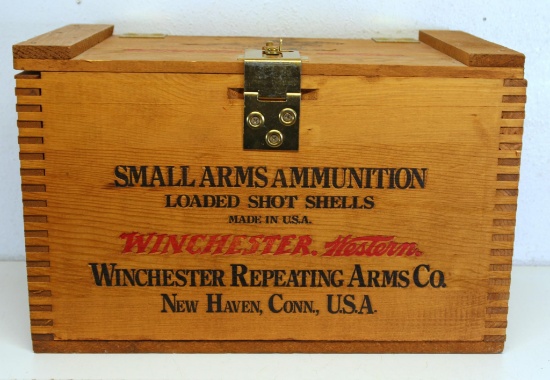 SMALL ARMS AMMUNITION
LOADED SHOT SHELLS
MADE IN U.S.A.
WINCHESTER. Western.
WINCHESTER REPEATING ARMS CO.
NEW HAVEN, CONN., U.S.A.